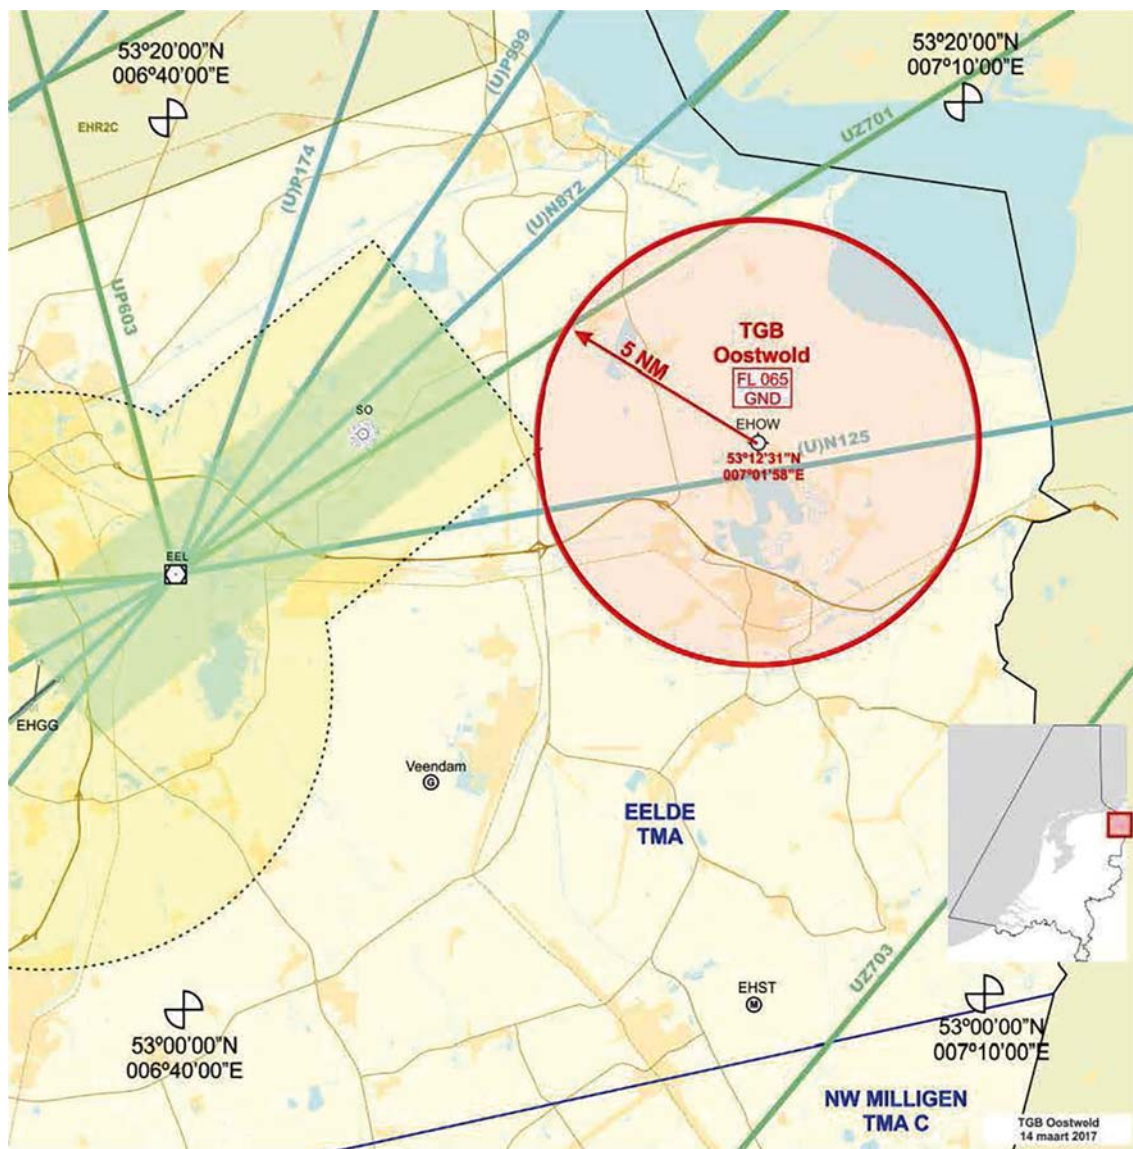 53°20'00"N
006°40'00"E
53°20'00"N
007°10'00"E
EHR2C
(U)P999
UZ701
(U)P174
(U)N872
UP603
TGB
Oostwold
FL 065
GND
5 NM
EHOW
(U)N125
53°12'31"N
007°01'58"E
SO
EEL
EHGG
Veendam
G
EELDE
TMA
EHST
M
UZ703
53°00'00"N
006°40'00"E
53°00'00"N
007°10'00"E
NW MILLIGEN
TMA C
TGB Oostwold
14 maart 2017